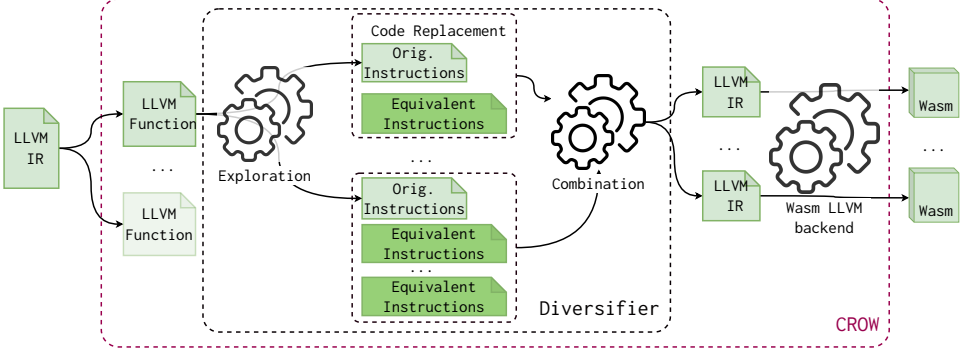 LLVM
IR
LLVM
Function
...
LLVM
Function
Exploration
Code Replacement
Orig.
Instructions
Equivalent
Instructions
...
Orig.
Instructions
Equivalent
Instructions
...
Equivalent
Instructions
Combination
Diversifier
LLVM
IR
...
LLVM
IR
Wasm LLVM
backend
CROW
Wasm
...
Wasm